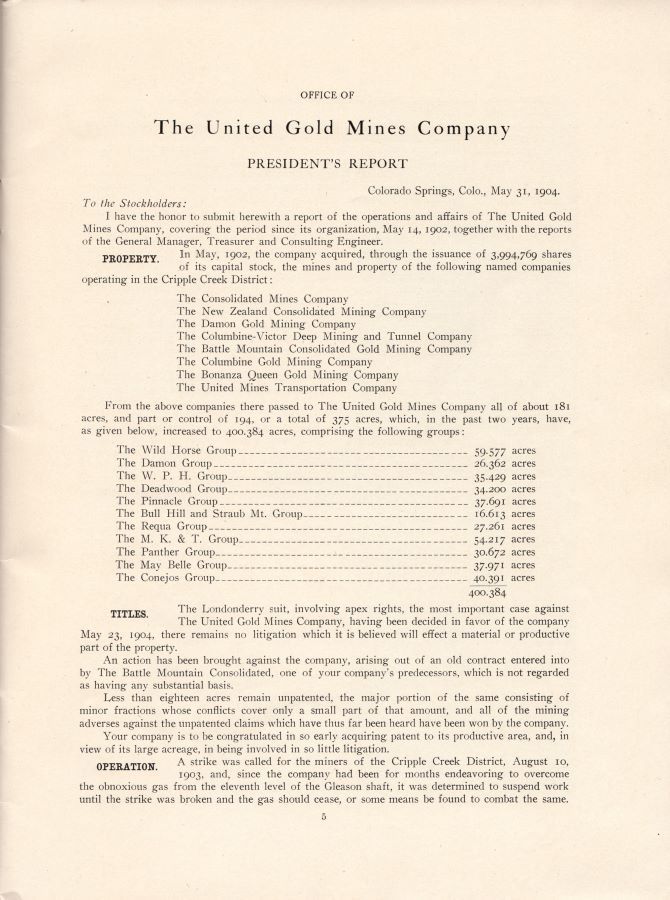 OFFICE OF
The United Gold Mines Company
PRESIDENT'S REPORT
Colorado Springs, Colo., May 31, 1904.
To the Stockholders:
I have the honor to submit herewith a report of the operations and affairs of The United Gold
Mines Company, covering the period since its organization, May 14, 1902, together with the reports
of the General Manager, Treasurer and Consulting Engineer.
PROPERTY. In May, 1902, the company acquired, through the issuance of 3,994,769 shares
of its capital stock, the mines and property of the following named companies
operating in the Cripple Creek District:
The Consolidated Mines Company
The New Zealand Consolidated Mining Company
The Damon Gold Mining Company
The Columbine-Victor Deep Mining and Tunnel Company
The Battle Mountain Consolidated Gold Mining Company
The Columbine Gold Mining Company
The Bonanza Queen Gold Mining Company
The United Mines Transportation Company
From the above companies there passed to The United Gold Mines Company all of about 181
acres, and part or control of 194, or a total of 375 acres, which, in the past two years, have,
as given below, increased to 400.384 acres, comprising the following groups:
The Wild Horse Group 59.577 acres
The Damon Group 26.362 acres
The W. P. H. Group 35.429 acres
The Deadwood Group 34.200 acres
The Pinnacle Group 37.691 acres
The Bull Hill and Straub Mt. Group 16.613 acres
The Requa Group 27.261 acres
The M. K. & T. Group 54.217 acres
The Panther Group 30.672 acres
The May Belle Group 37.971 acres
The Conejos Group 40.391 acres
400.384
TITLES. The Londonderry suit, involving apex rights, the most important case against
The United Gold Mines Company, having been decided in favor of the company
May 23, 1904, there remains no litigation which it is believed will effect a material or productive
part of the property.
An action has been brought against the company, arising out of an old contract entered into
by The Battle Mountain Consolidated, one of your company's predecessors, which is not regarded
as having any substantial basis.
Less than eighteen acres remain unpatented, the major portion of the same consisting of
minor fractions whose conflicts cover only a small part of that amount, and all of the mining
adverses against the unpatented claims which have thus far been heard have been won by the company.
Your company is to be congratulated in so early acquiring patent to its productive area, and, in
view of its large acreage, in being involved in so little litigation.
OPERATION. A strike was called for the miners of the Cripple Creek District, August 10,
1903, and, since the company had been for months endeavoring to overcome
the obnoxious gas from the eleventh level of the Gleason shaft, it was determined to suspend work
until the strike was broken and the gas should cease, or some means be found to combat the same.
5